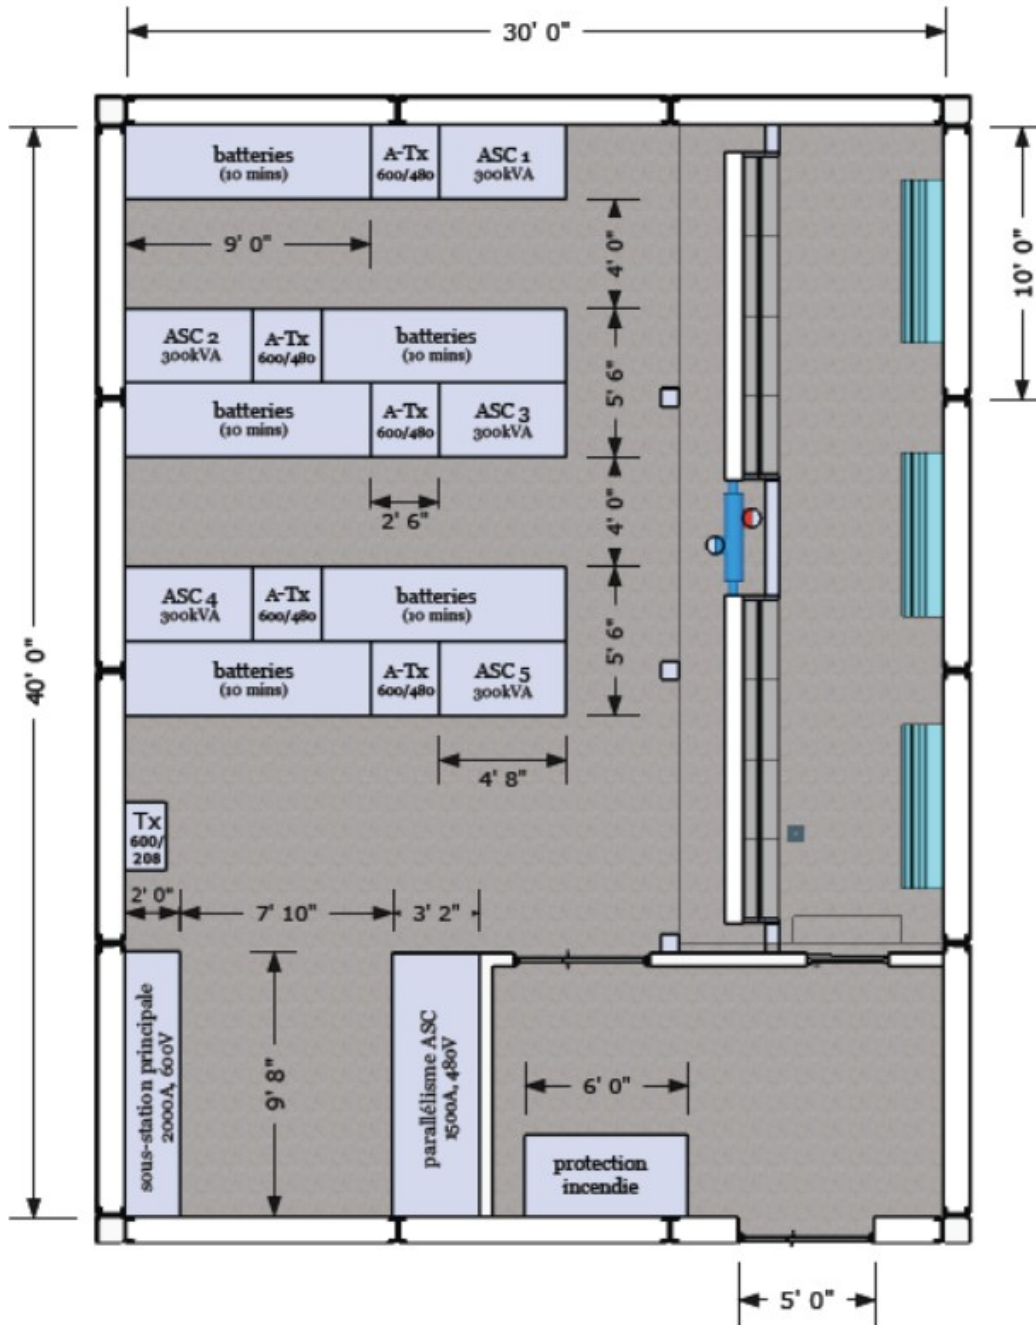 30' 0"
batteries
(10 mins)
A-Tx
600/480
ASC 1
300kVA
9' 0"
4' 0"
10' 0"
ASC 2
300kVA
A-Tx
600/480
batteries
(10 mins)
5' 6"
batteries
(10 mins)
A-Tx
600/480
ASC 3
300kVA
2' 6"
4' 0"
40' 0"
ASC 4
300kVA
A-Tx
600/480
batteries
(10 mins)
5' 6"
batteries
(10 mins)
A-Tx
600/480
ASC 5
300kVA
4' 8"
Tx
600/
208
2' 0"
7' 10"
3' 2"
sous-station principale
2000A, 600V
9' 8"
parallélisme ASC
1500A, 480V
6' 0"
protection
incendie
5' 0"